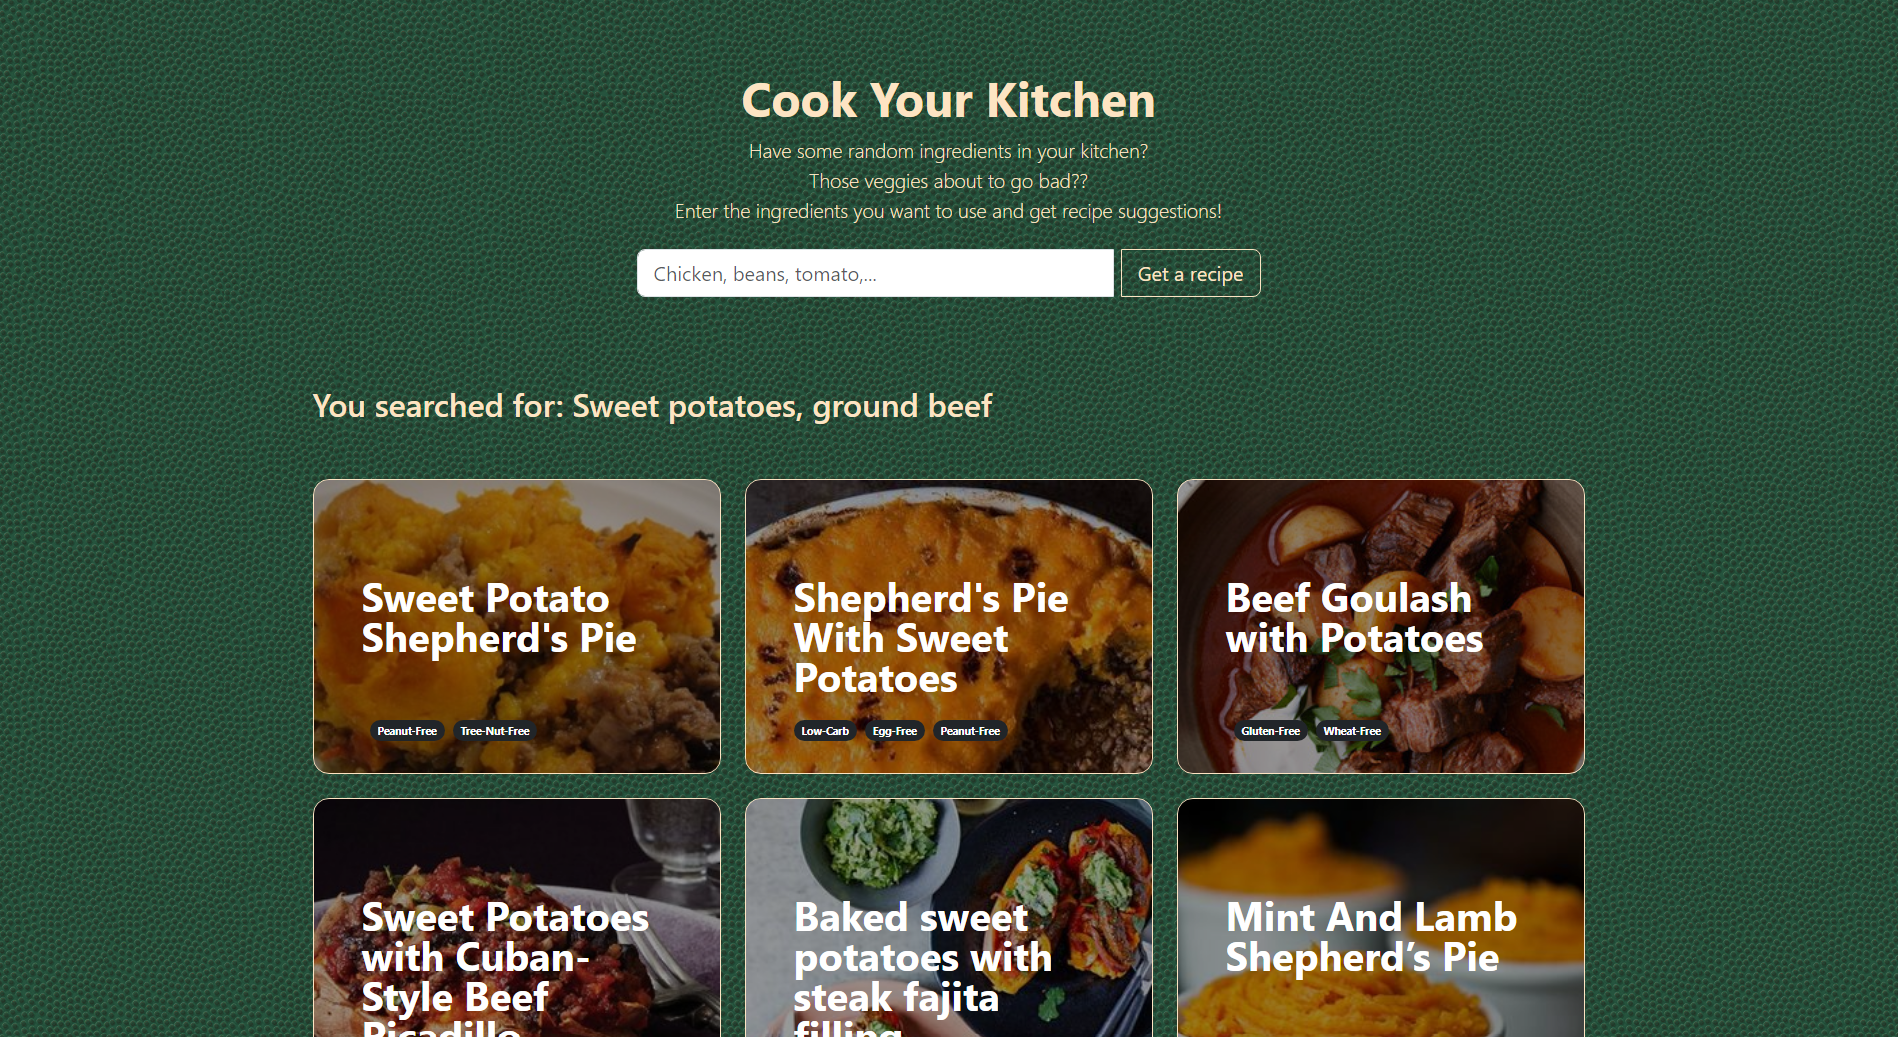 Cook Your Kitchen
Have some random ingredients in your kitchen?
Those veggies about to go bad??
Enter the ingredients you want to use and get recipe suggestions!
Chicken, beans, tomato,...
Get a recipe
You searched for: Sweet potatoes, ground beef
Sweet Potato
Shepherd's Pie
Peanut-Free
Tree-Nut-Free
Shepherd's Pie
With Sweet
Potatoes
Low-Carb
Egg-Free
Peanut-Free
Beef Goulash
with Potatoes
Gluten-Free
Wheat-Free
Sweet Potatoes
with Cuban-
Style Beef
Picadillo
Baked sweet
potatoes with
steak fajita
filling
Mint And Lamb
Shepherd’s Pie